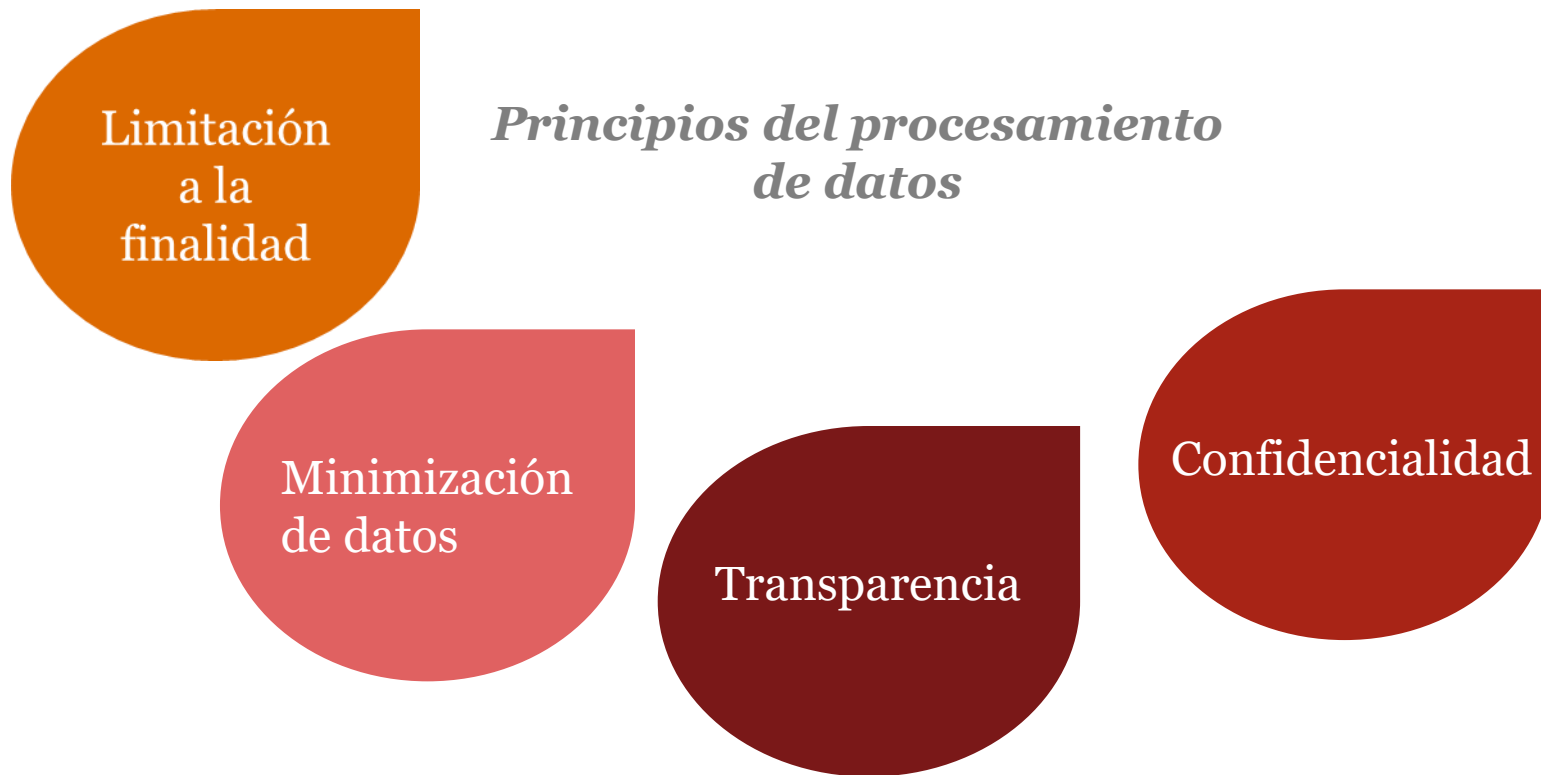 Limitación
a la
finalidad
Principios del procesamiento
de datos
Minimización
de datos
Transparencia
Confidencialidad